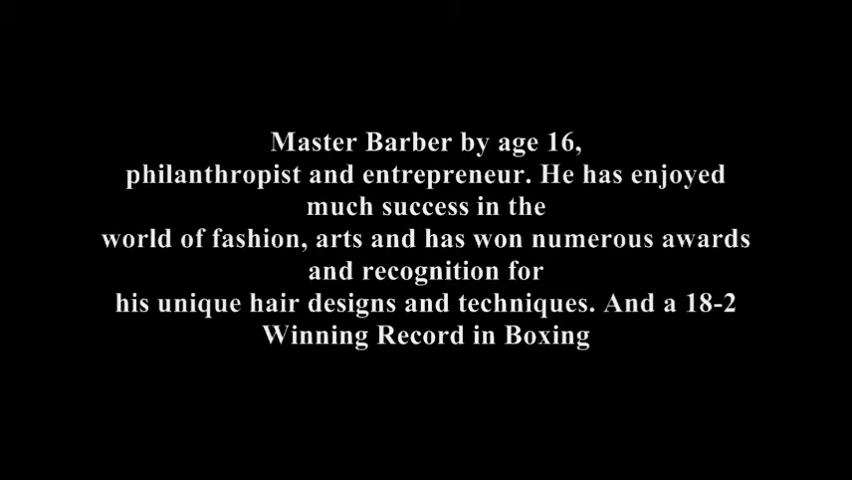 Master Barber by age 16,
philanthropist and entrepreneur. He has enjoyed
much success in the
world of fashion, arts and has won numerous awards
and recognition for
his unique hair designs and techniques. And a 18-2
Winning Record in Boxing